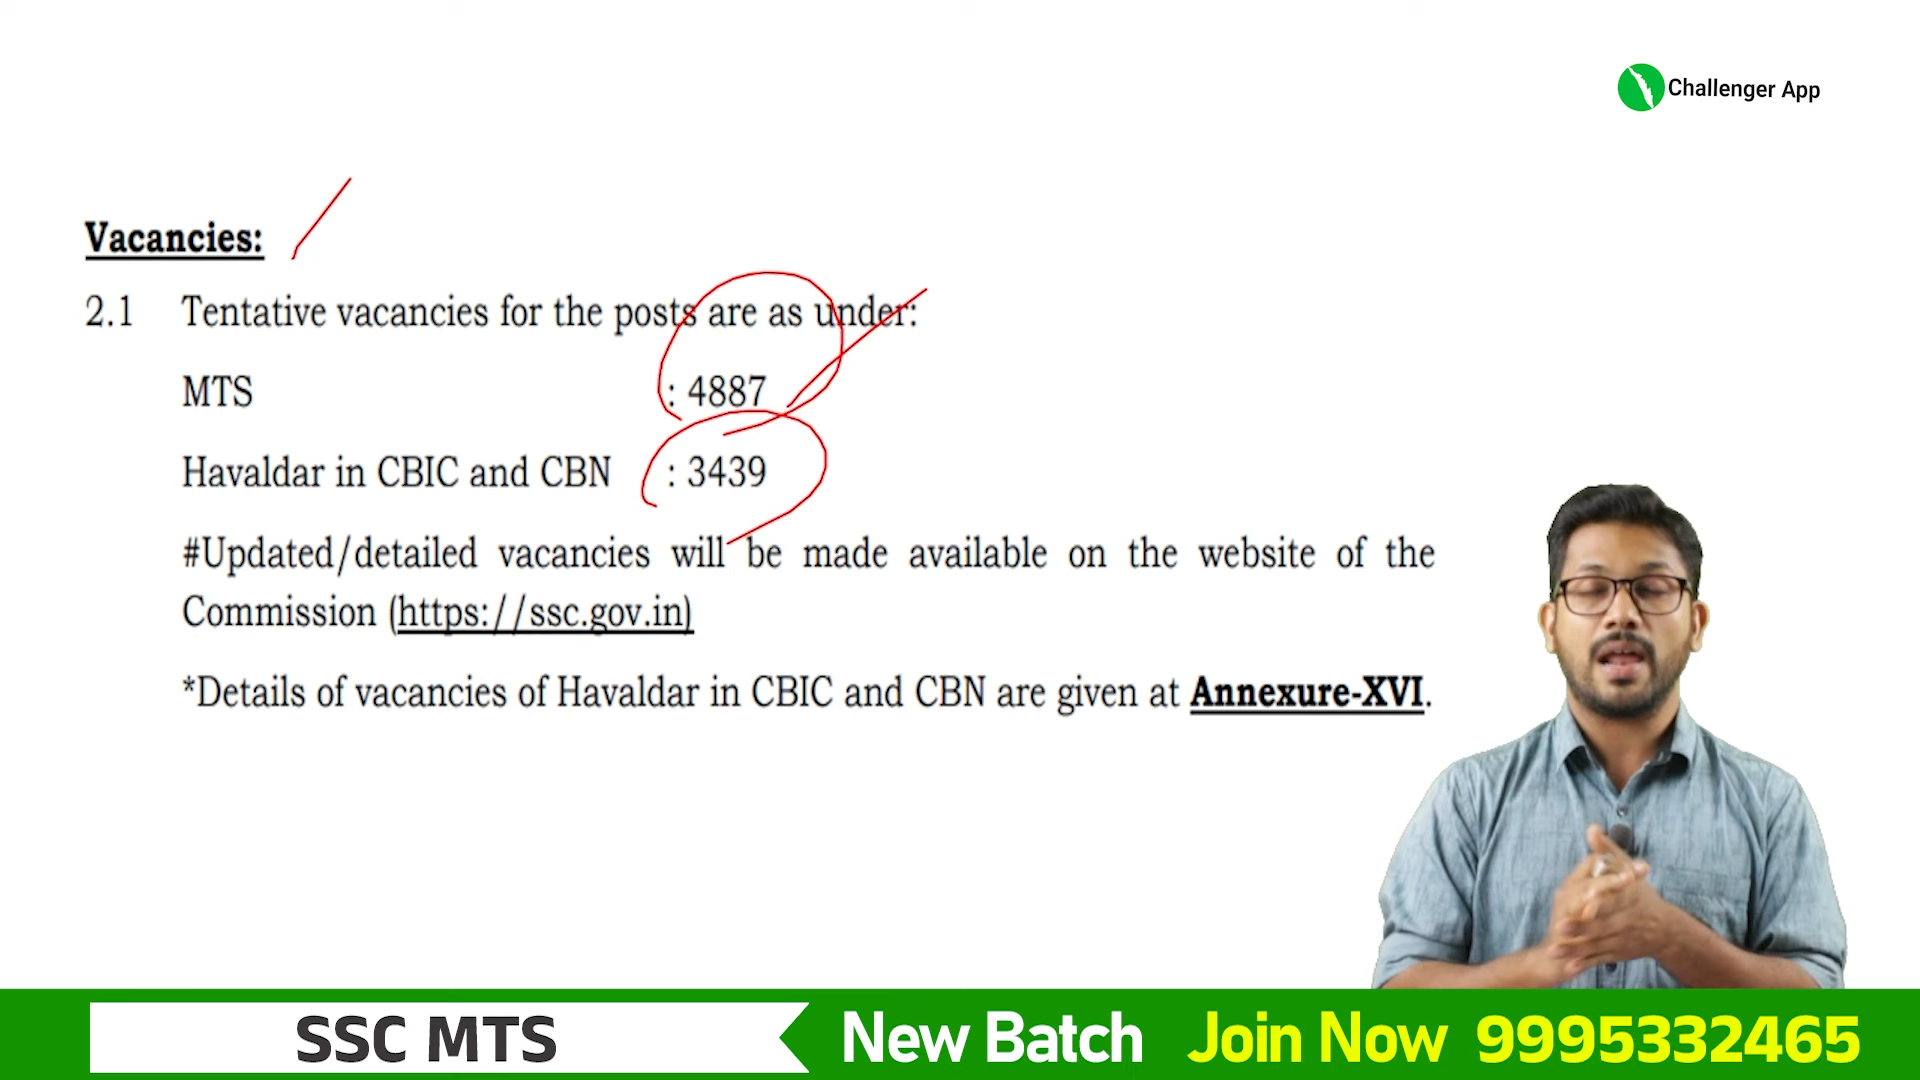 Challenger App
Vacancies:
2.1 Tentative vacancies for the posts are as under:
MTS : 4887
Havaldar in CBIC and CBN : 3439
#Updated/detailed vacancies will be made available on the website of the
Commission (https://ssc.gov.in)
*Details of vacancies of Havaldar in CBIC and CBN are given at Annexure-XVI.
SSC MTS New Batch Join Now 9995332465